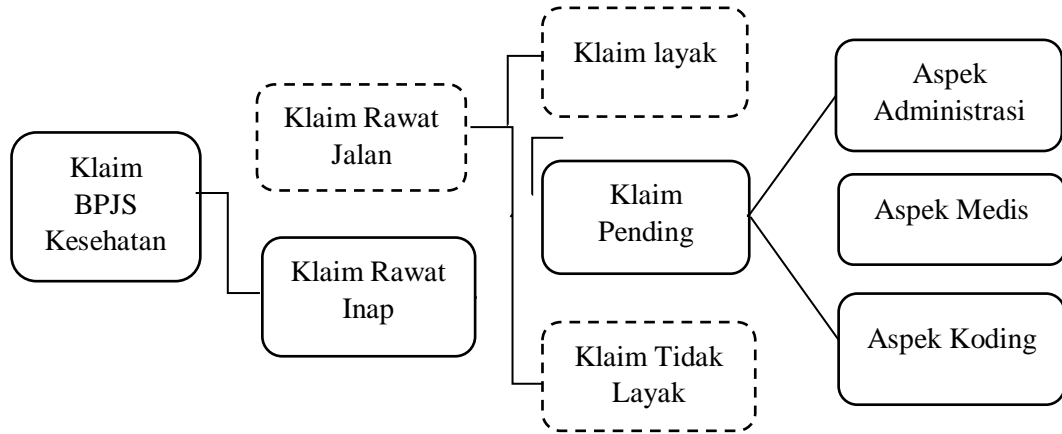 Klaim
BPJS
Kesehatan
Klaim Rawat
Jalan
Klaim Rawat
Inap
Klaim layak
Klaim
Pending
Klaim Tidak
Layak
Aspek
Administrasi
Aspek Medis
Aspek Koding